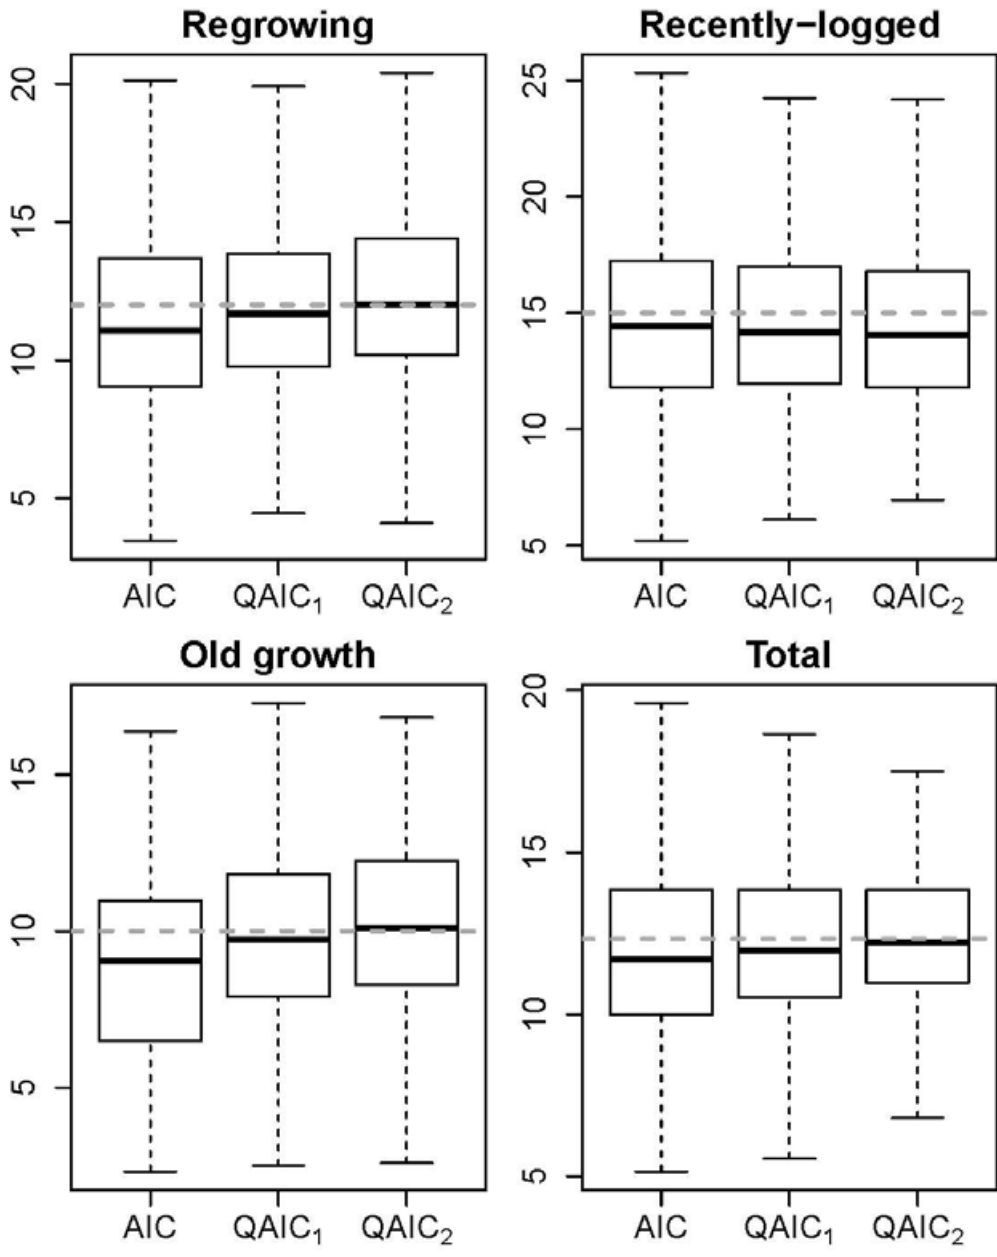 Regrowing
20
15
10
5
AIC QAIC₁ QAIC₂
Recently−logged
25
20
15
10
5
AIC QAIC₁ QAIC₂
Old growth
15
10
5
AIC QAIC₁ QAIC₂
Total
20
15
10
5
AIC QAIC₁ QAIC₂